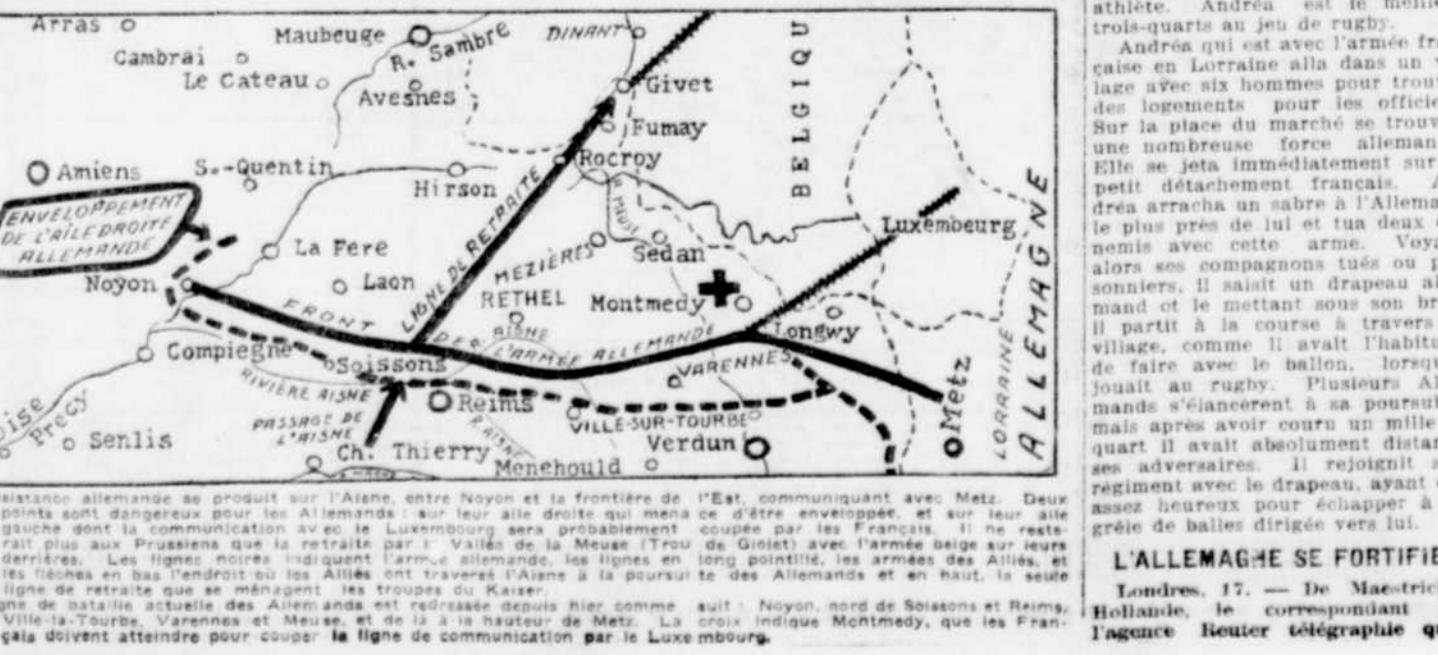 Arras
Cambrai
Le Cateau
Maubeuge
R. Sambre
Avesnes
DINANT
Givet
Fumay
Rocroy
BELGIQU
Amiens
S.-Quentin
Hirson
ENVELOPPEMENT
DE L'AILE DROITE
ALLEMANDE
La Fere
Laon
Noyon
LIGNE DE RETRAITE
MEZIÈRES
RETHEL
R. MEUSE
Sedan
Montmedy
Luxembourg
Longwy
ALLEMAGNE
LORRAINE
FRONT DE L'ARMÉE ALLEMANDE
AISNE
VARENNES
Compiegne
Soissons
RIVIÈRE AISNE
PASSAGE DE
L'AISNE
Reims
R. AISNE
VILLE-SUR-TOURBE
Verdun
Metz
Oise
Precy
Senlis
Ch. Thierry
Menehould
sistance allemande se produit sur l'Aisne, entre Noyon et la frontière de l'Est, communiquant avec Metz. Deux
points sont dangereux pour les Allemands : sur leur aile droite qui mena ce d'être enveloppée, et sur leur aile
gauche dont la communication avec le Luxembourg sera probablement coupée par les Français. Il ne reste-
rait plus aux Prussiens que la retraite par la Vallée de la Meuse (Trou de Gioiet) avec l'armée belge sur leurs
derrières. Les lignes noires indiquent l'armée allemande, les lignes en long pointillé, les armées des Alliés, et
les flèches en bas l'endroit où les Alliés ont traversé l'Aisne à la poursui te des Allemands et en haut, la seule
ligne de retraite que se ménagent les troupes du Kaiser.
gne de bataille actuelle des Allemands est redressée depuis hier comme suit : Noyon, nord de Soissons et Reims,
Ville-la-Tourbe, Varennes et Meuse, et de là à la hauteur de Metz. La croix indique Montmedy, que les Fran-
çais doivent atteindre pour couper la ligne de communication par le Luxe mbourg.
athlète. Andréa est le meille
trois-quarts au jeu de rugby.
Andréa qui est avec l'armée fra
çaise en Lorraine alla dans un v
lage avec six hommes pour trouv
des logements pour les officie
Sur la place du marché se trouv
une nombreuse force alleman
Elle se jeta immédiatement sur
petit détachement français. A
dréa arracha un sabre à l'Allema
le plus près de lui et tua deux e
nemis avec cette arme. Voya
alors ses compagnons tués ou p
sonniers, il saisit un drapeau al
mand et le mettant sous son br
il partit à la course à travers
village, comme il avait l'habitu
de faire avec le ballon, lorsqu
jouait au rugby. Plusieurs Al
mands s'élancèrent à sa poursui
mais après avoir couru un mille
quart il avait absolument distan
ses adversaires. Il rejoignit s
régiment avec le drapeau, ayant é
assez heureux pour échapper à
grêle de balles dirigée vers lui.
L'ALLEMAGNE SE FORTIFIE
Londres, 17. — De Maestric
Hollande, le correspondant
l'agence Reuter télégraphie qu